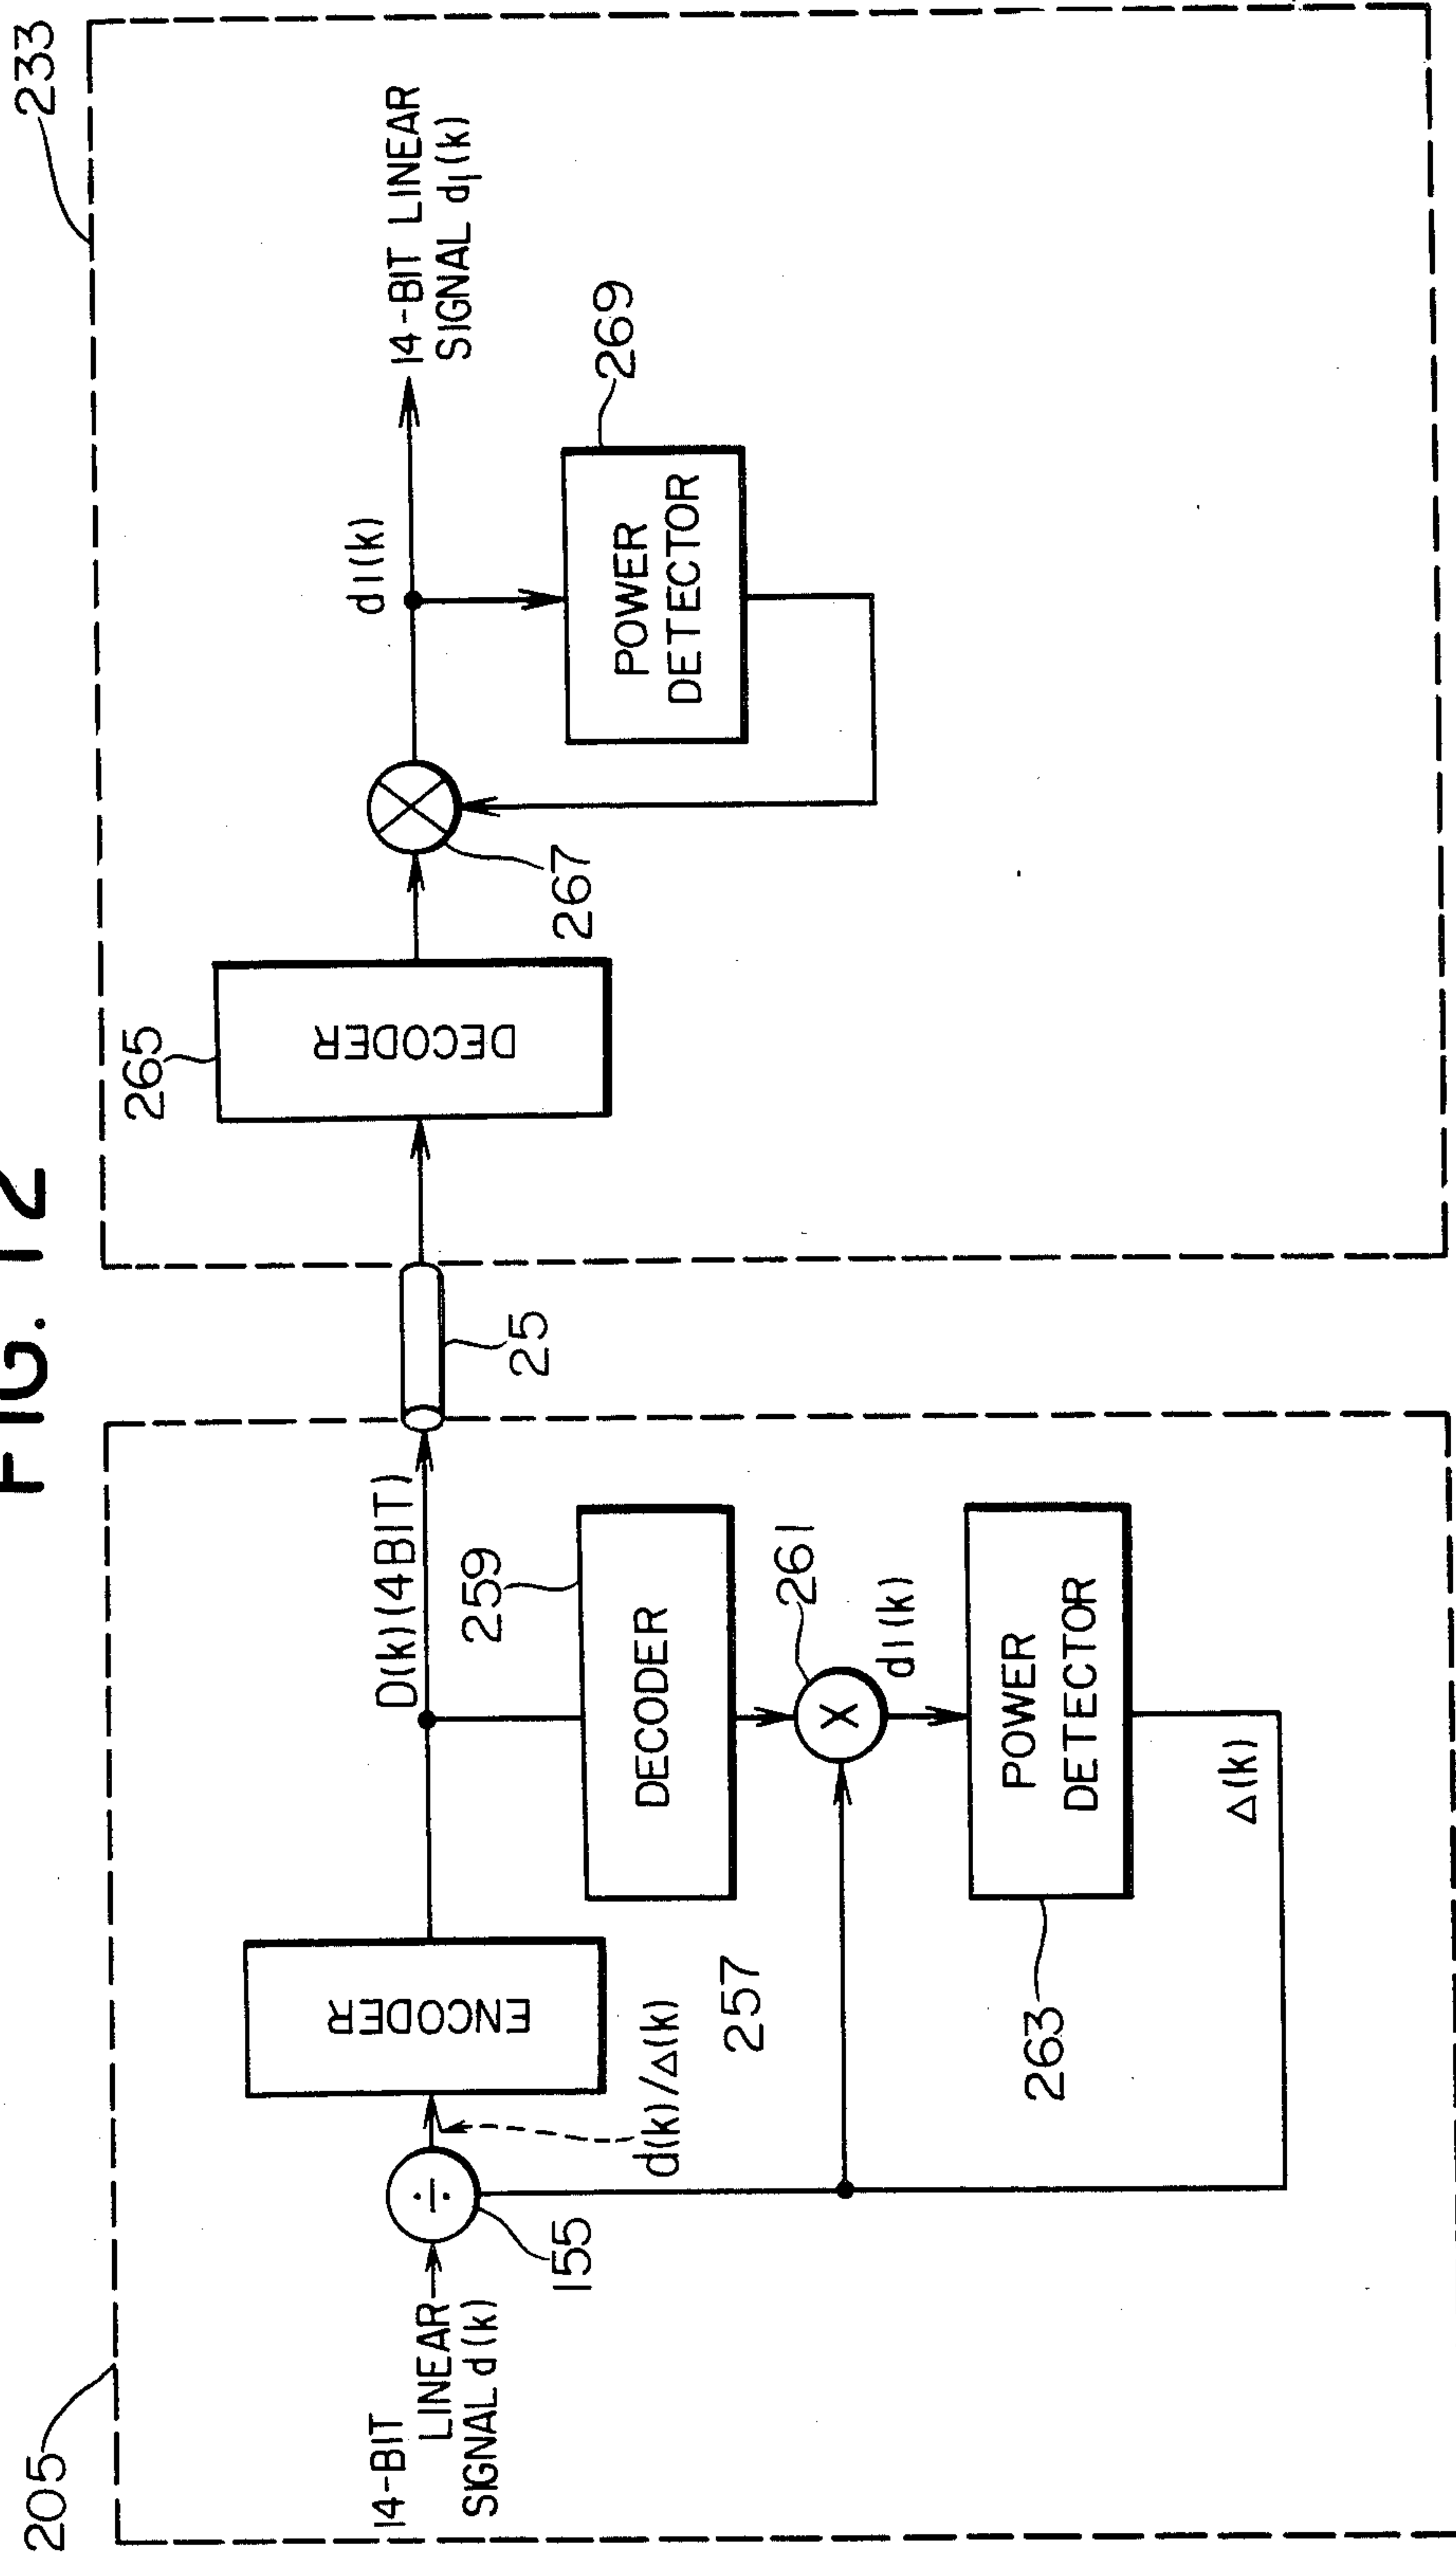 FIG. 12
205
14-BIT
LINEAR
SIGNAL d(k)
155
d(k)/Δ(k)
ENCODER
257
D(k)(4BIT)
259
DECODER
261
d1(k)
263
POWER
DETECTOR
Δ(k)
25
233
265
DECODER
267
d1(k)
269
POWER
DETECTOR
14-BIT LINEAR
SIGNAL d1(k)